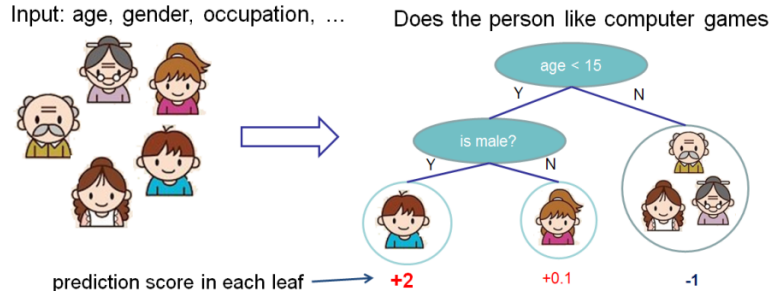 Input: age, gender, occupation, …
Does the person like computer games
age < 15
Y
N
is male?
Y
N
prediction score in each leaf
+2
+0.1
-1